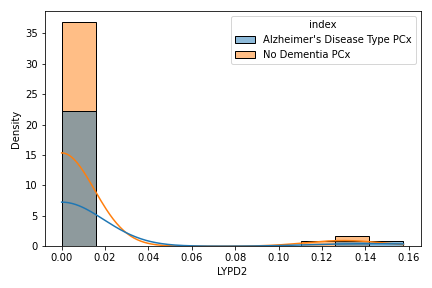 index
Alzheimer's Disease Type PCx
No Dementia PCx
Density
35
30
25
20
15
10
5
0
0.00 0.02 0.04 0.06 0.08 0.10 0.12 0.14 0.16
LYPD2